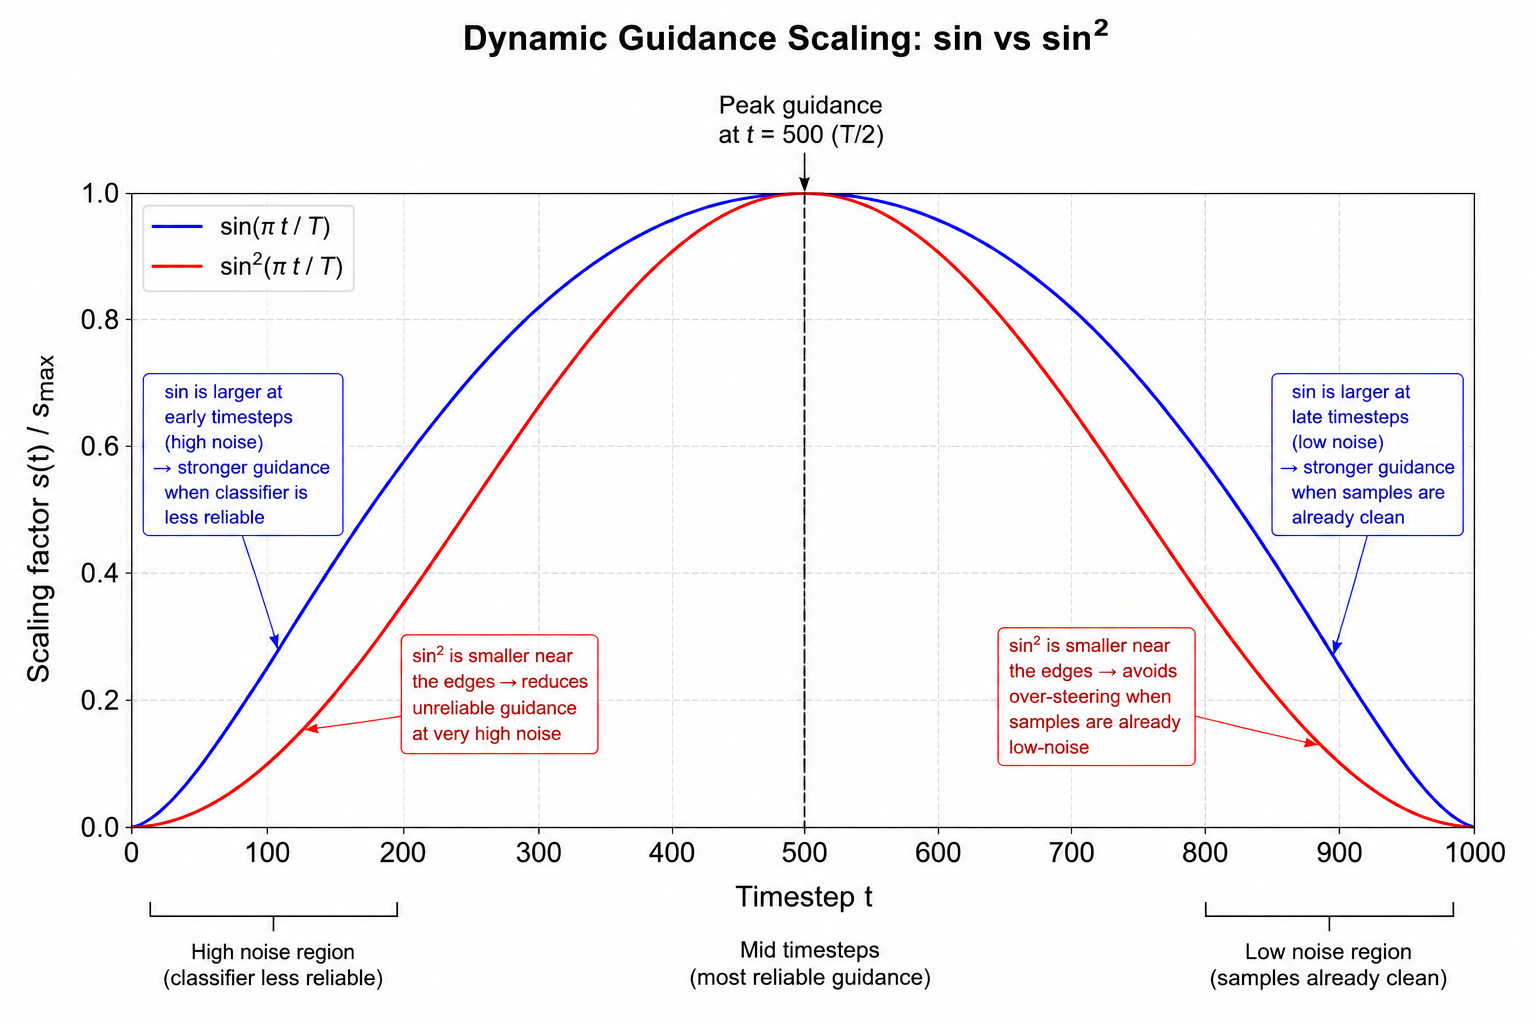 Dynamic Guidance Scaling: sin vs sin²
Peak guidance
at t = 500 (T/2)
sin(π t / T)
sin²(π t / T)
Scaling factor s(t) / smax
1.0
0.8
0.6
0.4
0.2
0.0
sin is larger at
early timesteps
(high noise)
→ stronger guidance
when classifier is
less reliable
sin is larger at
late timesteps
(low noise)
→ stronger guidance
when samples are
already clean
sin² is smaller near
the edges → reduces
unreliable guidance
at very high noise
sin² is smaller near
the edges → avoids
over-steering when
samples are already
low-noise
0 100 200 300 400 500 600 700 800 900 1000
Timestep t
High noise region
(classifier less reliable)
Mid timesteps
(most reliable guidance)
Low noise region
(samples already clean)